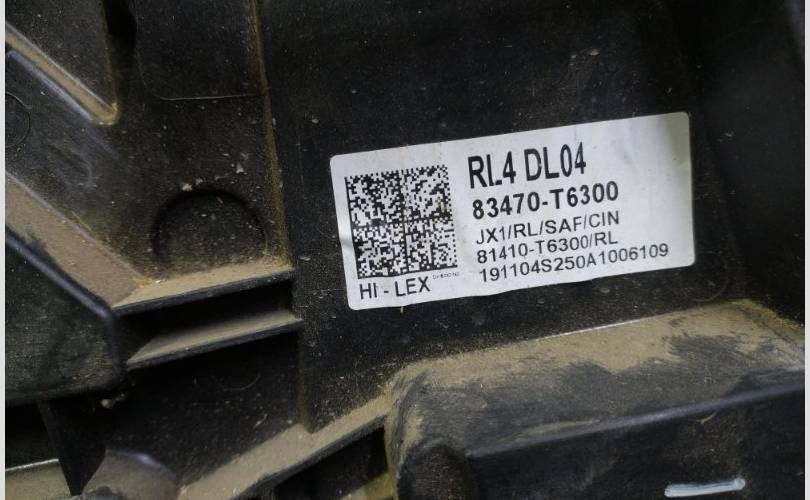 RL4 DL04
83470-T6300
JX1/RL/SAF/CIN
81410-T6300/RL
191104S250A1006109
HI - LEX